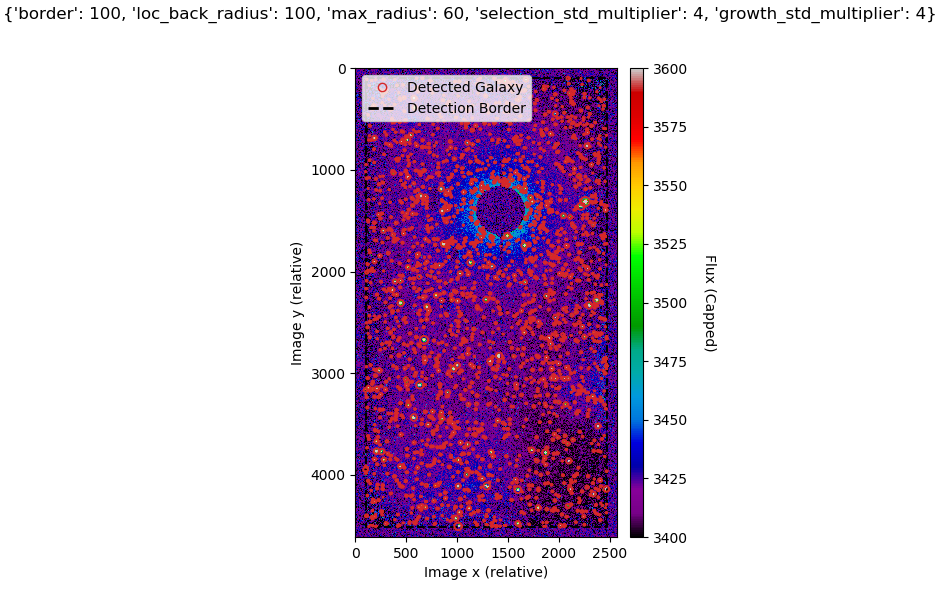 {'border': 100, 'loc_back_radius': 100, 'max_radius': 60, 'selection_std_multiplier': 4, 'growth_std_multiplier': 4}
Detected Galaxy
Detection Border
0
1000
2000
3000
4000
Image y (relative)
0 500 1000 1500 2000 2500
Image x (relative)
3600
3575
3550
3525
3500
3475
3450
3425
3400
Flux (Capped)